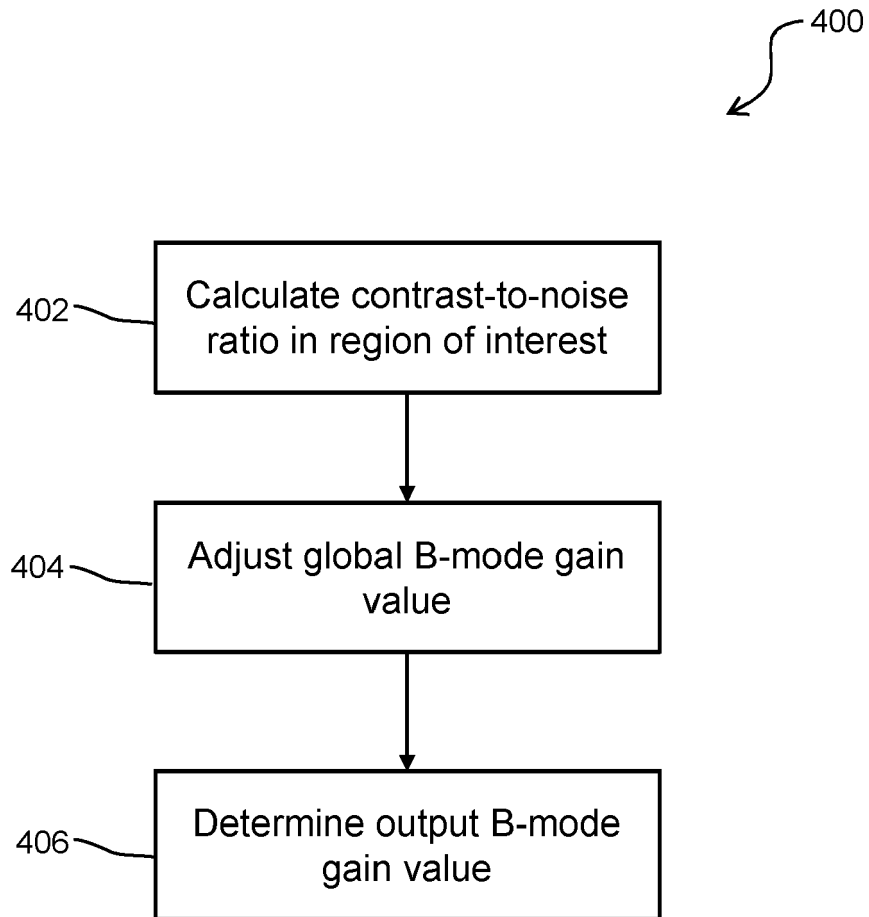 400
402
Calculate contrast-to-noise
ratio in region of interest
404
Adjust global B-mode gain
value
406
Determine output B-mode
gain value